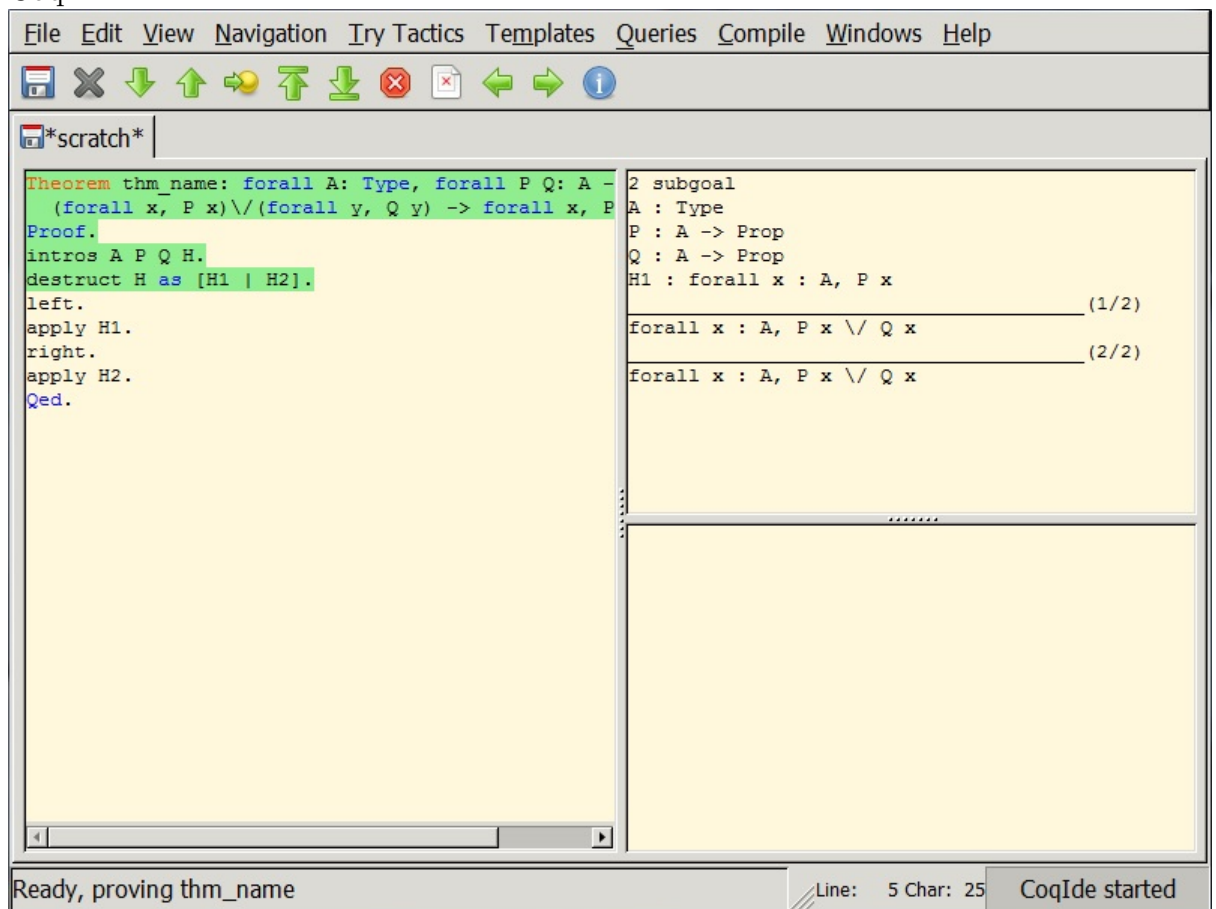 File Edit View Navigation Try Tactics Templates Queries Compile Windows Help
*scratch*
Theorem thm_name: forall A: Type, forall P Q: A -
(forall x, P x)\/(forall y, Q y) -> forall x, P
Proof.
intros A P Q H.
destruct H as [H1 | H2].
left.
apply H1.
right.
apply H2.
Qed.
2 subgoal
A : Type
P : A -> Prop
Q : A -> Prop
H1 : forall x : A, P x
(1/2)
forall x : A, P x \/ Q x
(2/2)
forall x : A, P x \/ Q x
Ready, proving thm_name
Line: 5 Char: 25
CoqIde started